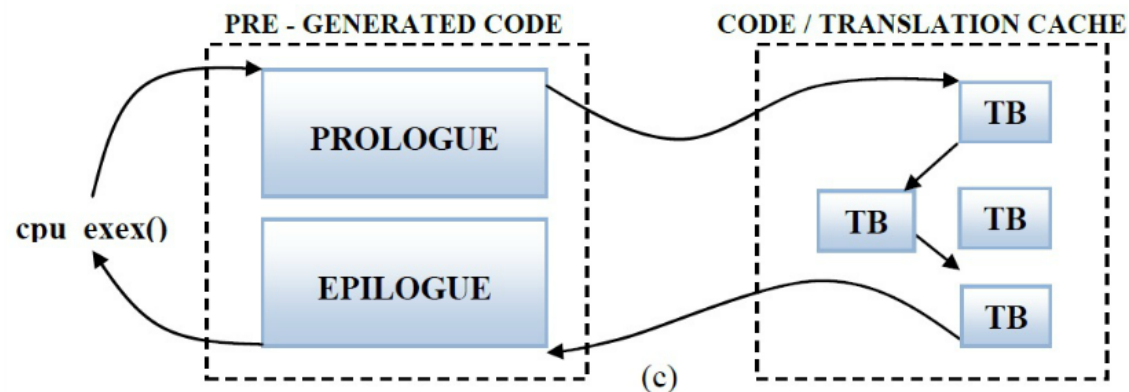 PRE - GENERATED CODE
CODE / TRANSLATION CACHE
PROLOGUE
TB
cpu exex()
TB
TB
EPILOGUE
TB
(c)